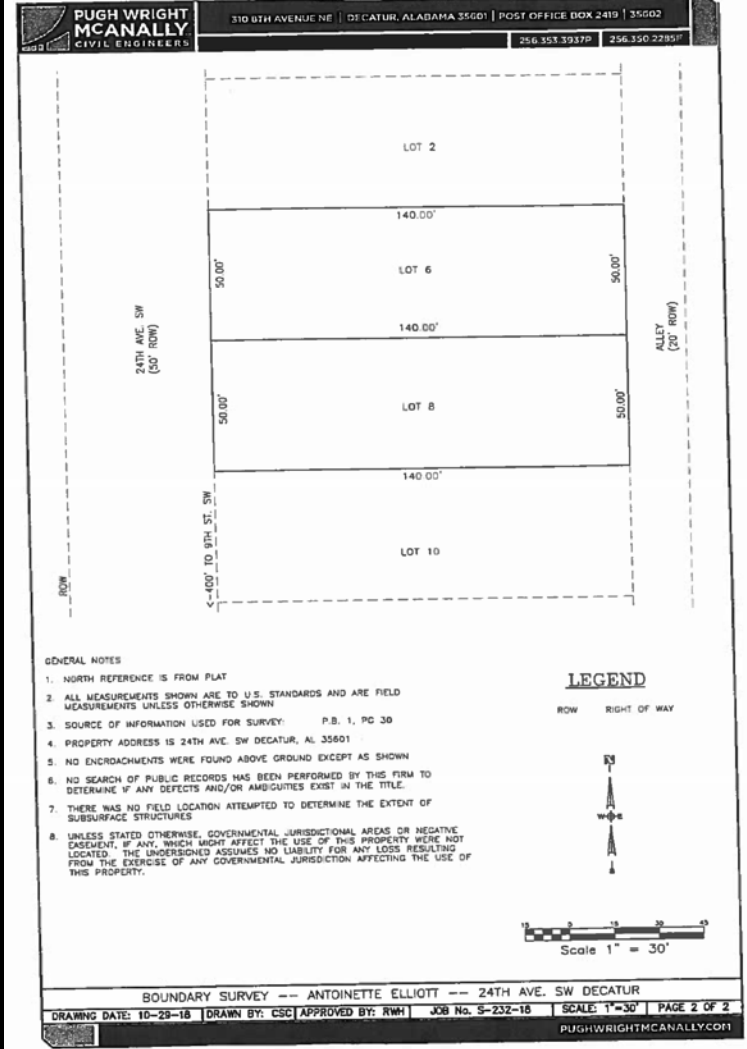 PUGH WRIGHT
MCANALLY
CIVIL ENGINEERS
310 8TH AVENUE NE | DECATUR, ALABAMA 35601 | POST OFFICE BOX 2419 | 35602
256.353.3937P 256.350.2295F
LOT 2
140.00'
50.00'
LOT 6
50.00'
140.00'
24TH AVE. SW
(50' ROW)
ALLEY
(20' ROW)
50.00'
LOT 8
50.00'
140.00'
<-400' TO 9TH ST. SW
LOT 10
ROW
GENERAL NOTES
1. NORTH REFERENCE IS FROM PLAT
2. ALL MEASUREMENTS SHOWN ARE TO U.S. STANDARDS AND ARE FIELD
MEASUREMENTS UNLESS OTHERWISE SHOWN
3. SOURCE OF INFORMATION USED FOR SURVEY: P.B. 1, PG 30
4. PROPERTY ADDRESS IS 24TH AVE. SW DECATUR, AL 35601
5. NO ENCROACHMENTS WERE FOUND ABOVE GROUND EXCEPT AS SHOWN
6. NO SEARCH OF PUBLIC RECORDS HAS BEEN PERFORMED BY THIS FIRM TO
DETERMINE IF ANY DEFECTS AND/OR AMBIGUITIES EXIST IN THE TITLE.
7. THERE WAS NO FIELD LOCATION ATTEMPTED TO DETERMINE THE EXTENT OF
SUBSURFACE STRUCTURES
8. UNLESS STATED OTHERWISE, GOVERNMENTAL JURISDICTIONAL AREAS OR NEGATIVE
EASEMENT, IF ANY, WHICH MIGHT AFFECT THE USE OF THIS PROPERTY WERE NOT
LOCATED. THE UNDERSIGNED ASSUMES NO LIABILITY FOR ANY LOSS RESULTING
FROM THE EXERCISE OF ANY GOVERNMENTAL JURISDICTION AFFECTING THE USE OF
THIS PROPERTY.
LEGEND
ROW RIGHT OF WAY
N
W E
15 0 15 30 45
Scale 1" = 30'
BOUNDARY SURVEY -- ANTOINETTE ELLIOTT -- 24TH AVE. SW DECATUR
DRAWING DATE: 10-29-18 DRAWN BY: CSC APPROVED BY: RWH JOB No. S-232-18 SCALE: 1"=30' PAGE 2 OF 2
PUGHWRIGHTMCANALLY.COM